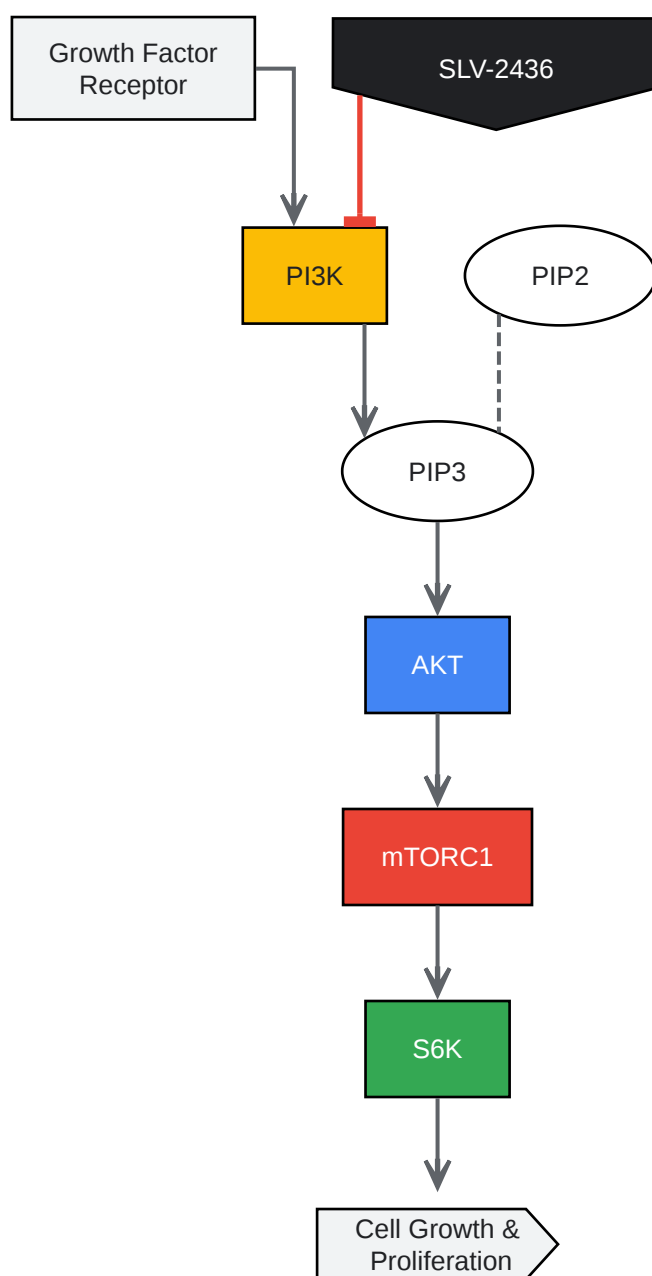 Growth Factor
Receptor
SLV-2436
PI3K
PIP2
PIP3
AKT
mTORC1
S6K
Cell Growth &
Proliferation